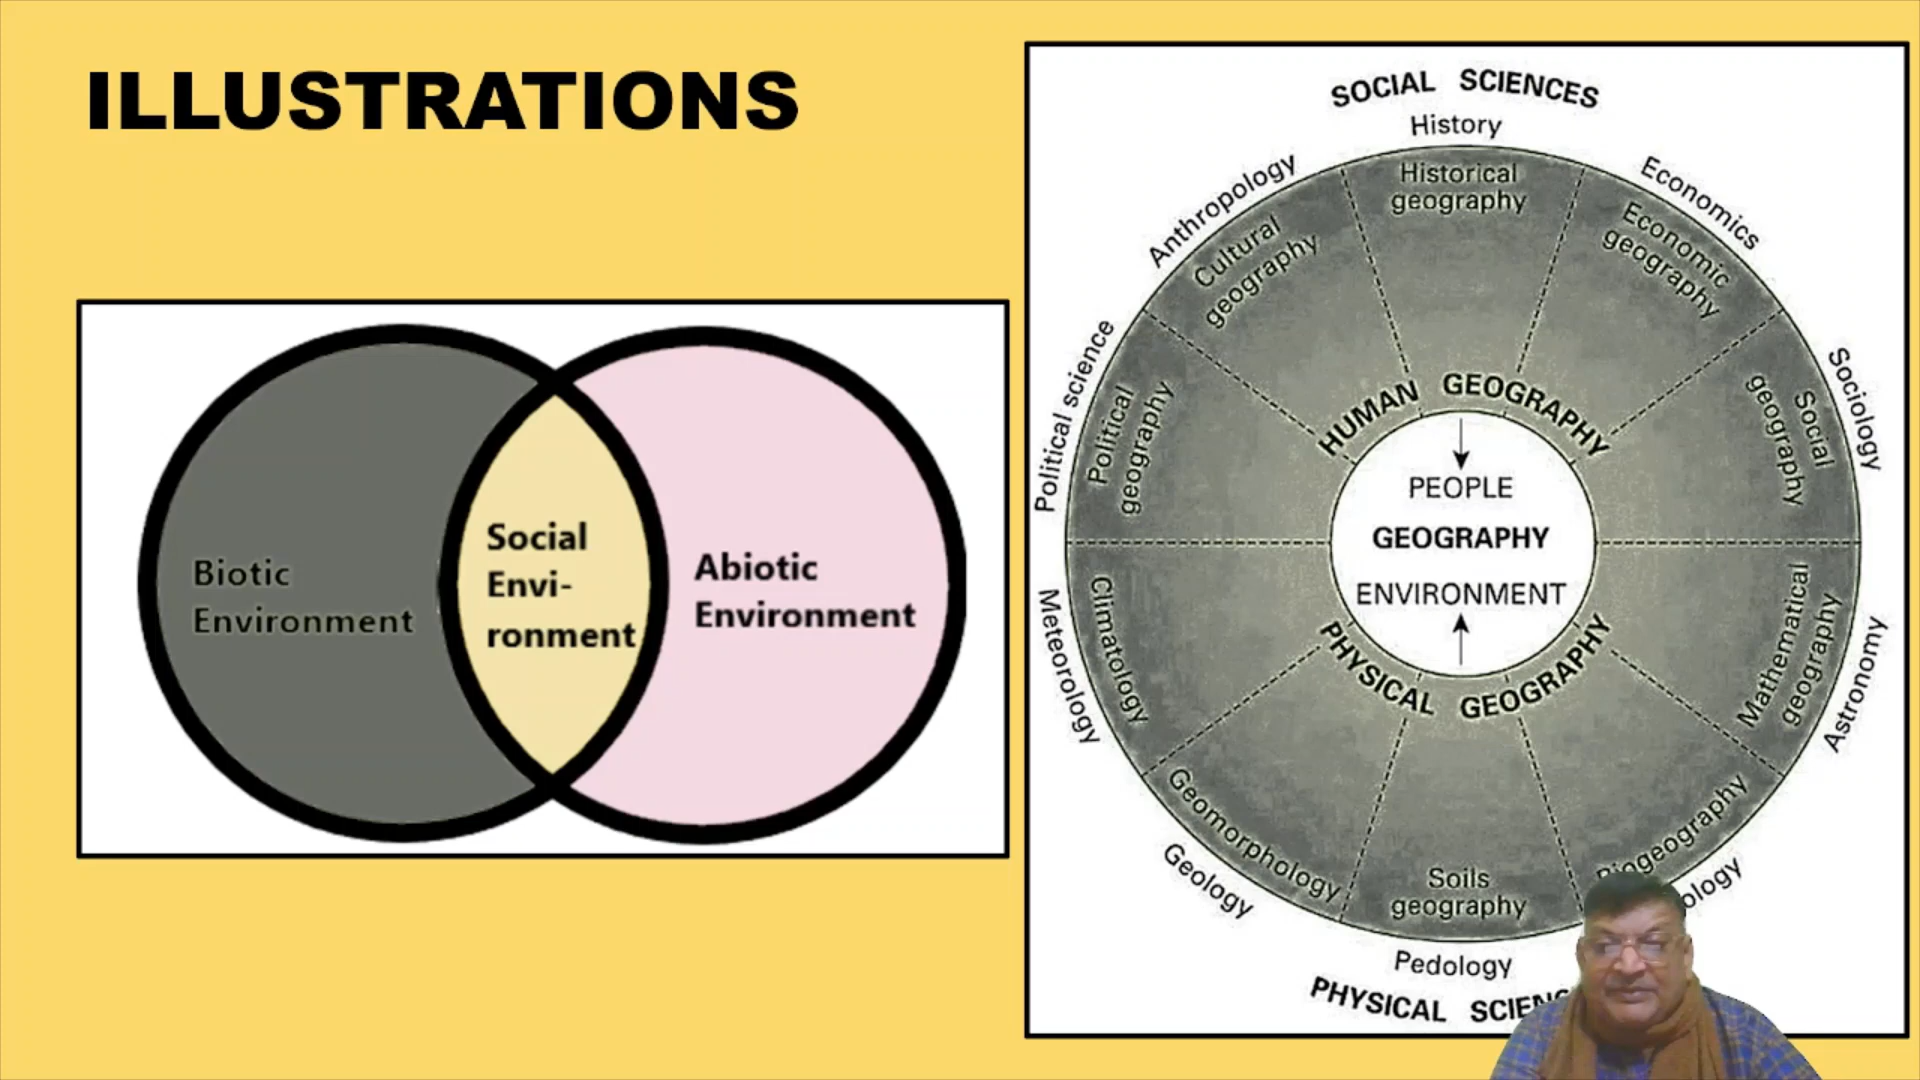 ILLUSTRATIONS
Biotic
Environment
Social
Envi-
ronment
Abiotic
Environment
SOCIAL SCIENCES
History
Anthropology
Economics
Political science
Sociology
Historical
geography
Cultural
geography
Economic
geography
Political
geography
Social
geography
HUMAN GEOGRAPHY
PEOPLE
GEOGRAPHY
ENVIRONMENT
PHYSICAL GEOGRAPHY
Climatology
Mathematical
geography
Geomorphology
Soils
geography
Biogeography
Meteorology
Astronomy
Geology
Pedology
PHYSICAL